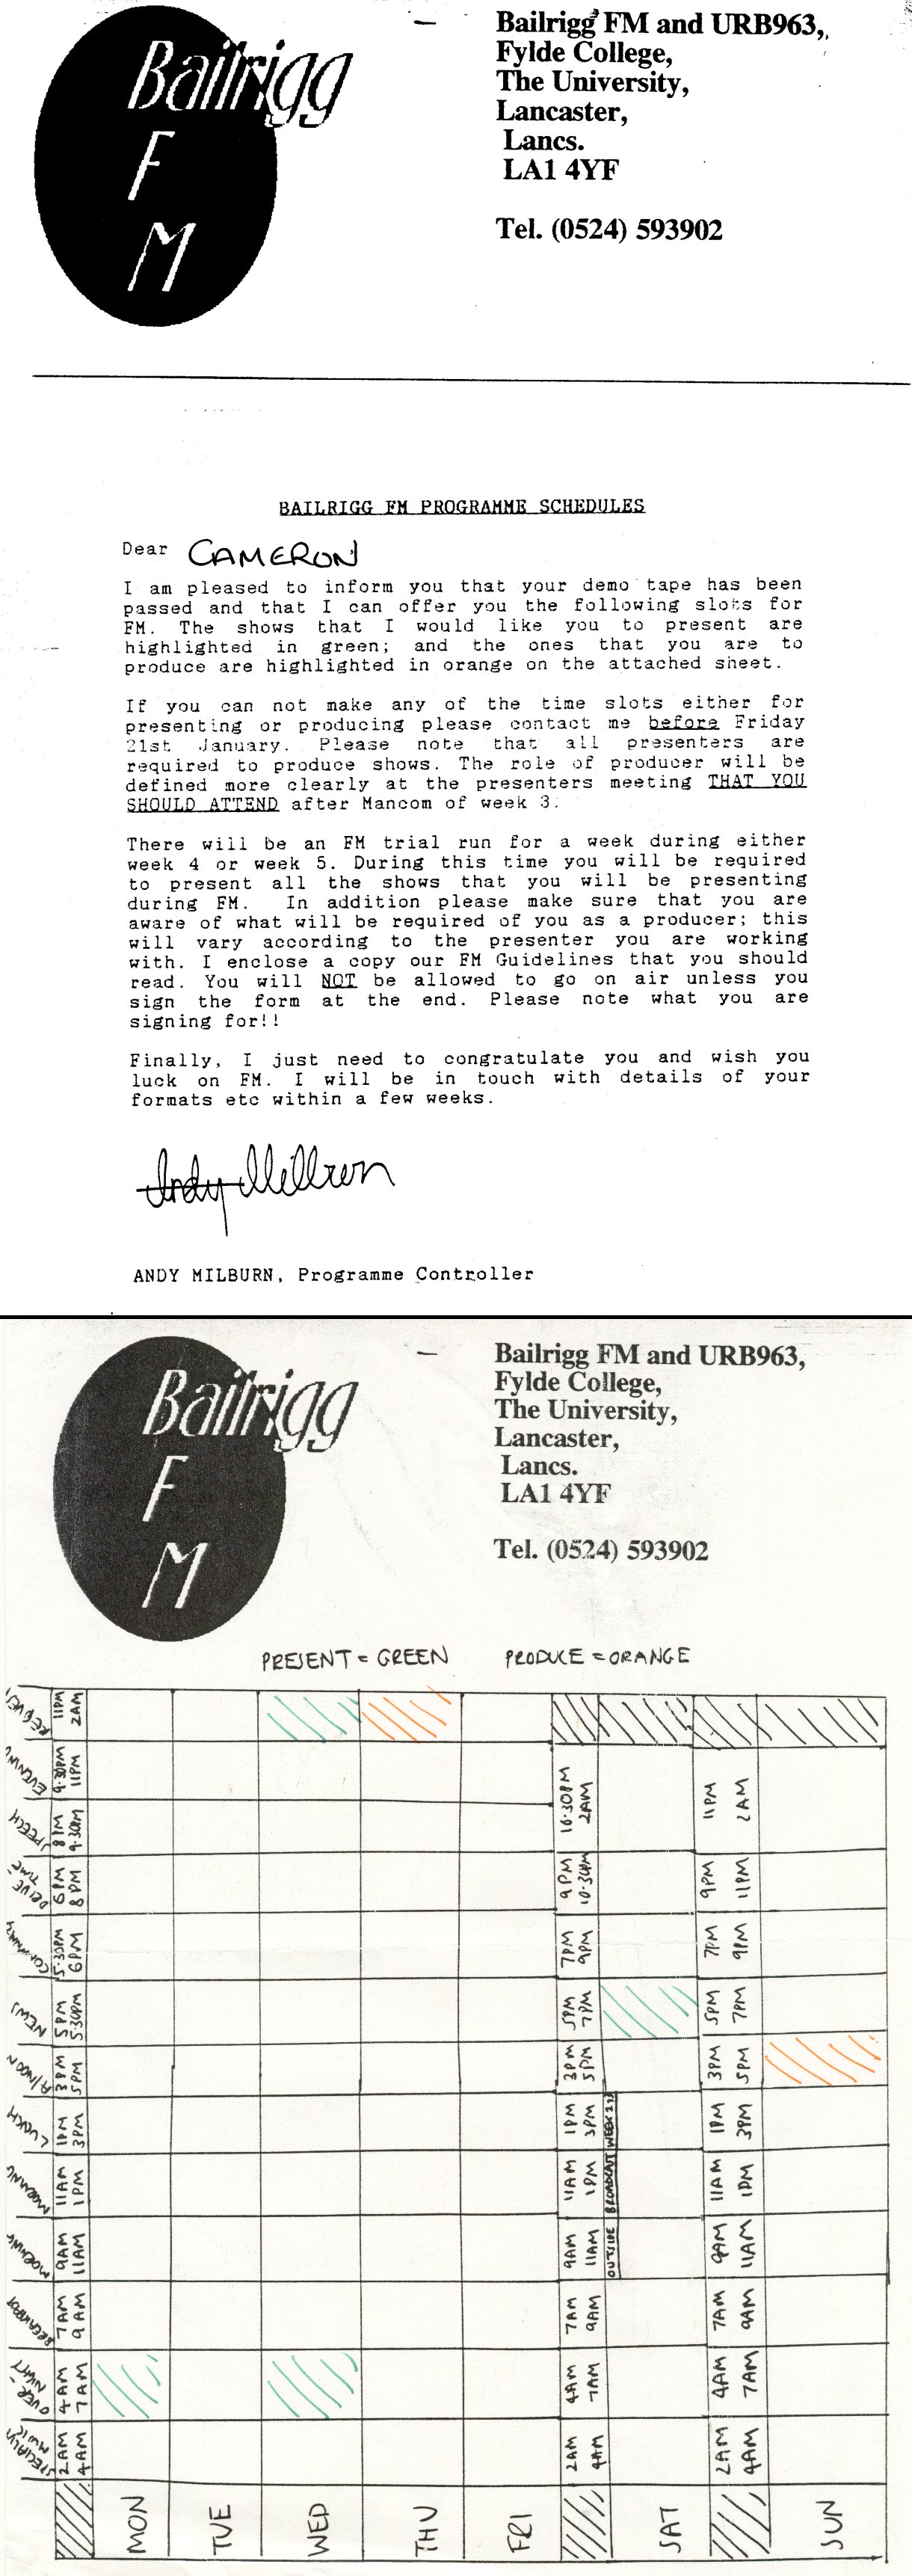 Bailrigg
F
M
Bailrigg FM and URB963,
Fylde College,
The University,
Lancaster,
Lancs.
LA1 4YF
Tel. (0524) 593902
BAILRIGG FM PROGRAMME SCHEDULES
Dear CAMERON
I am pleased to inform you that your demo tape has been
passed and that I can offer you the following slots for
FM. The shows that I would like you to present are
highlighted in green; and the ones that you are to
produce are highlighted in orange on the attached sheet.
If you can not make any of the time slots either for
presenting or producing please contact me before Friday
21st January. Please note that all presenters are
required to produce shows. The role of producer will be
defined more clearly at the presenters meeting THAT YOU
SHOULD ATTEND after Mancom of week 3.
There will be an FM trial run for a week during either
week 4 or week 5. During this time you will be required
to present all the shows that you will be presenting
during FM. In addition please make sure that you are
aware of what will be required of you as a producer; this
will vary according to the presenter you are working
with. I enclose a copy our FM Guidelines that you should
read. You will NOT be allowed to go on air unless you
sign the form at the end. Please note what you are
signing for!!
Finally, I just need to congratulate you and wish you
luck on FM. I will be in touch with details of your
formats etc within a few weeks.
Andy Milburn
ANDY MILBURN, Programme Controller
Bailrigg
F
M
Bailrigg FM and URB963,
Fylde College,
The University,
Lancaster,
Lancs.
LA1 4YF
Tel. (0524) 593902
PRESENT = GREEN PRODUCE = ORANGE
REQUEST 11PM 2AM
EVENING 9.30PM 11PM
SPEECH 8PM 9.30PM
DRIVE-TIME 6PM 8PM
5.30PM 6PM
NEWS 5PM 5.30PM
A/NOON 3PM 5PM
LUNCH 1PM 3PM
MORNING 11AM 1PM
MORNING 9AM 11AM
BREAKFAST 7AM 9AM
OVER-NIGHT 4AM 7AM
SPECIALIST MUSIC 2AM 4AM
10.30PM 2AM
9PM 10.30PM
7PM 9PM
5PM 7PM
3PM 5PM
1PM 3PM
11AM 1PM
9AM 11AM
7AM 9AM
4AM 7AM
2AM 4AM
OUTSIDE BROADCAST WEEK 2
11PM 2AM
9PM 11PM
7PM 9PM
5PM 7PM
3PM 5PM
1PM 3PM
11AM 1PM
9AM 11AM
7AM 9AM
4AM 7AM
2AM 4AM
MON
TUE
WED
THU
FRI
SAT
SUN